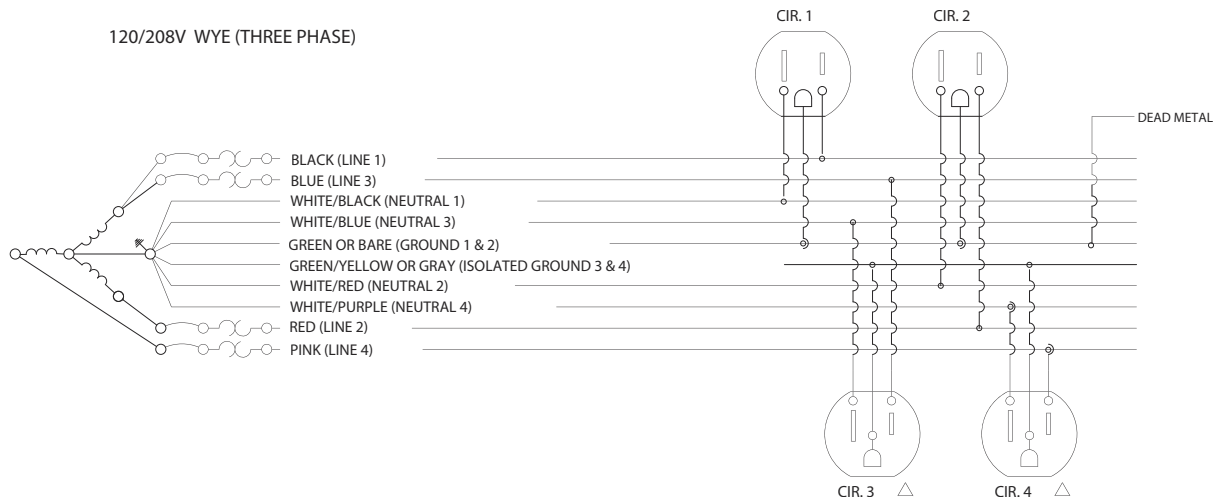 120/208V WYE (THREE PHASE)
CIR. 1
CIR. 2
DEAD METAL
BLACK (LINE 1)
BLUE (LINE 3)
WHITE/BLACK (NEUTRAL 1)
WHITE/BLUE (NEUTRAL 3)
GREEN OR BARE (GROUND 1 & 2)
GREEN/YELLOW OR GRAY (ISOLATED GROUND 3 & 4)
WHITE/RED (NEUTRAL 2)
WHITE/PURPLE (NEUTRAL 4)
RED (LINE 2)
PINK (LINE 4)
CIR. 3
CIR. 4